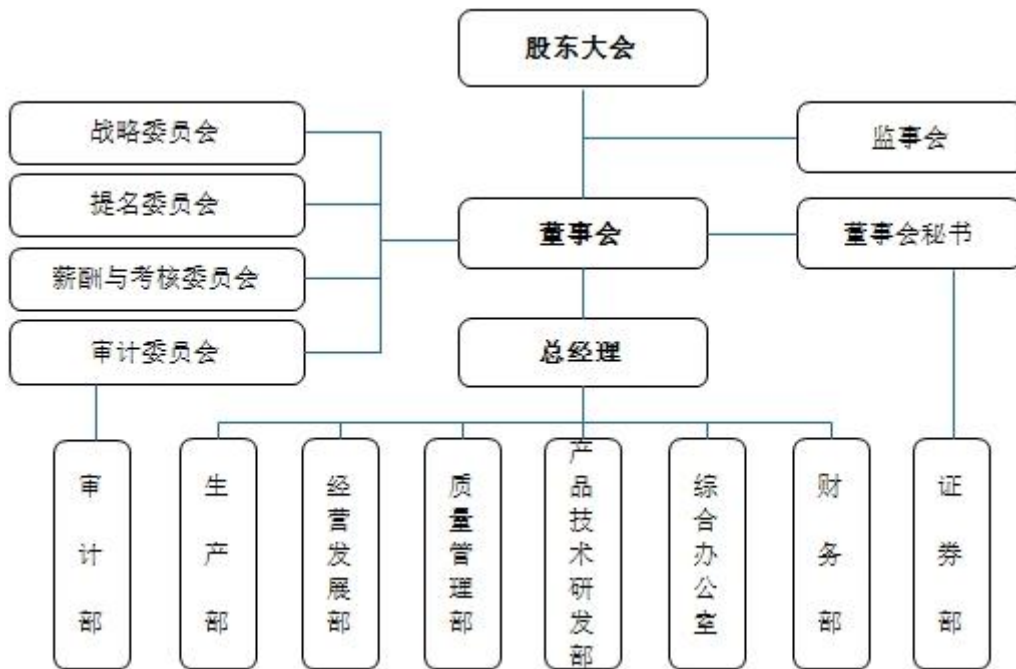 股东大会
战略委员会
监事会
提名委员会
董事会
董事会秘书
薪酬与考核委员会
审计委员会
总经理
审计部
生产部
经营发展部
质量管理部
产品技术研发部
综合办公室
财务部
证券部